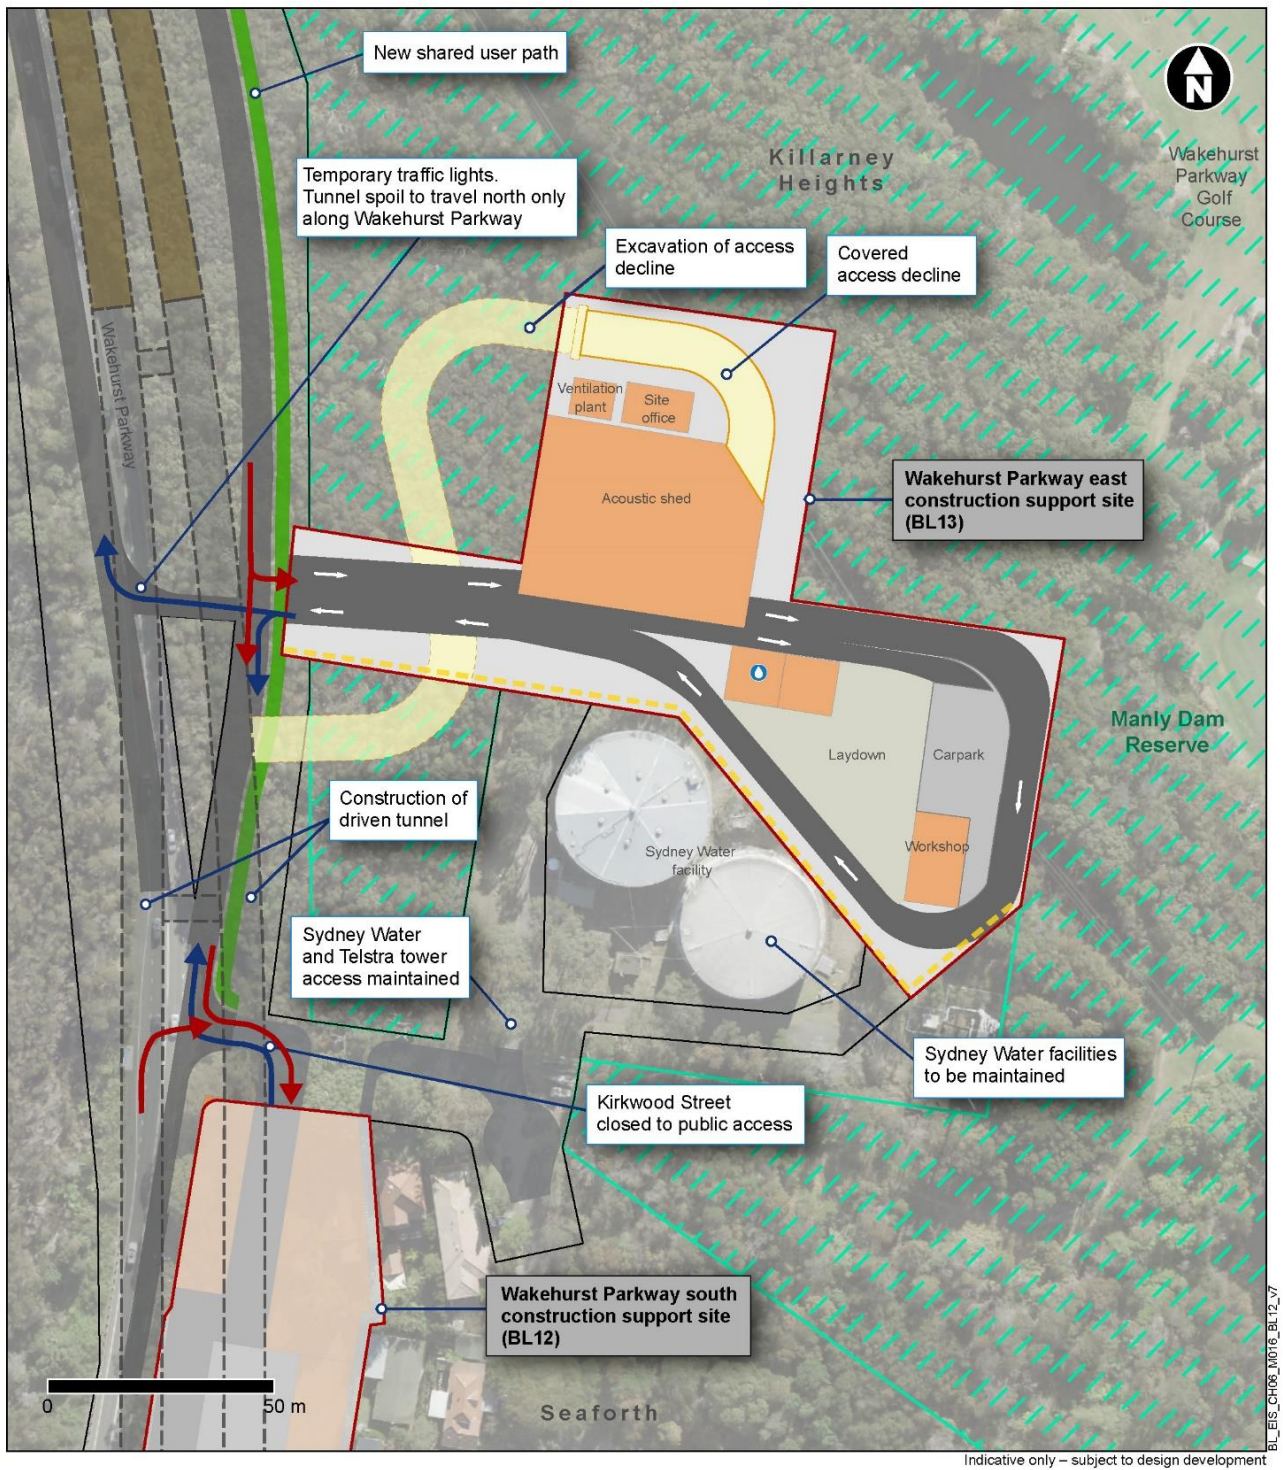 New shared user path
N
Killarney
Heights
Wakehurst
Parkway
Golf
Course
Temporary traffic lights.
Tunnel spoil to travel north only
along Wakehurst Parkway
Excavation of access
decline
Covered
access decline
Wakehurst Parkway
Ventilation
plant
Site
office
Acoustic shed
Wakehurst Parkway east
construction support site
(BL13)
Manly Dam
Reserve
Laydown
Carpark
Workshop
Construction of
driven tunnel
Sydney Water
facility
Sydney Water
and Telstra tower
access maintained
Sydney Water facilities
to be maintained
Kirkwood Street
closed to public access
Wakehurst Parkway south
construction support site
(BL12)
Seaforth
0
50 m
BL_EIS_CH06_M016_BL12_v7
Indicative only – subject to design development